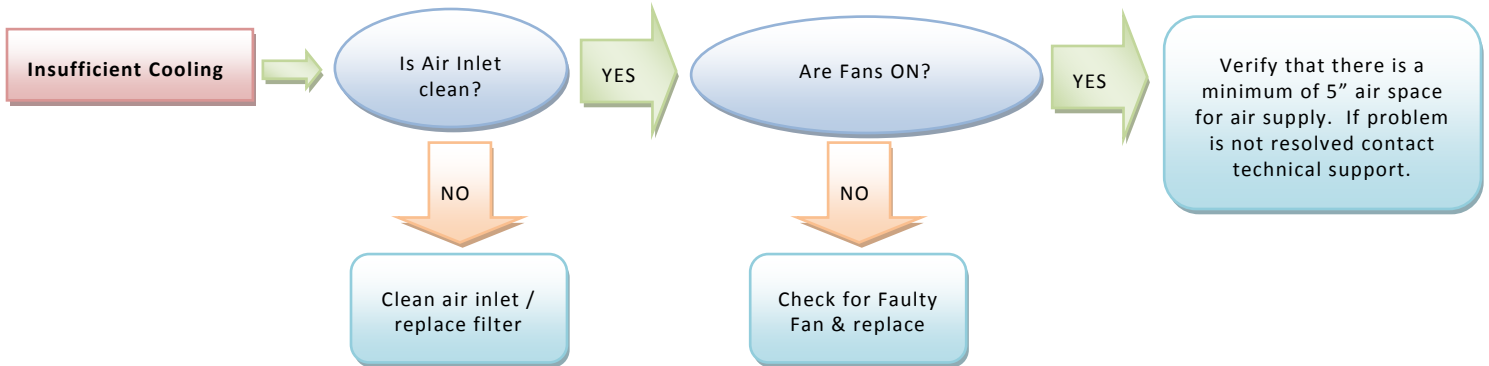 Insufficient Cooling
Is Air Inlet
clean?
YES
Are Fans ON?
YES
Verify that there is a
minimum of 5” air space
for air supply.  If problem
is not resolved contact
technical support.
NO
NO
Clean air inlet /
replace filter
Check for Faulty
Fan & replace